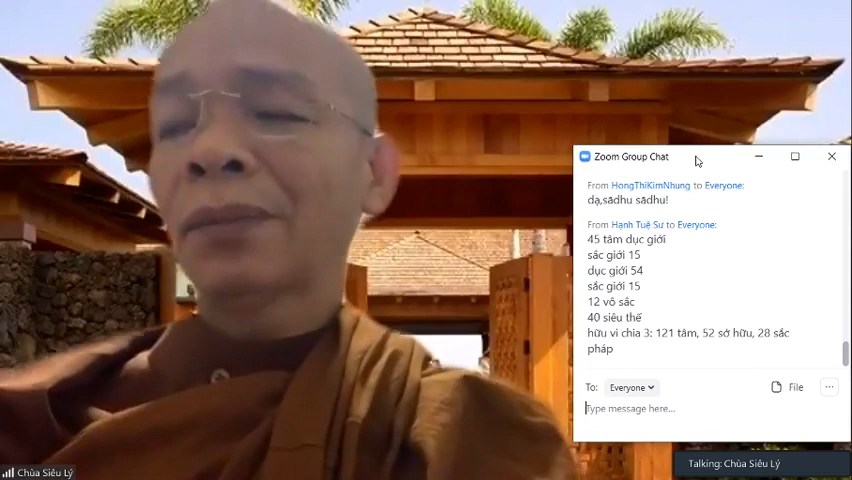 Zoom Group Chat
From HongThiKimNhung to Everyone:
dạ,sādhu sādhu!
From Hạnh Tuệ Sư to Everyone:
45 tâm dục giới
sắc giới 15
dục giới 54
sắc giới 15
12 vô sắc
40 siêu thế
hữu vi chia 3: 121 tâm, 52 sở hữu, 28 sắc
pháp
To: Everyone File ...
Type message here...
Chùa Siêu Lý
Talking: Chùa Siêu Lý